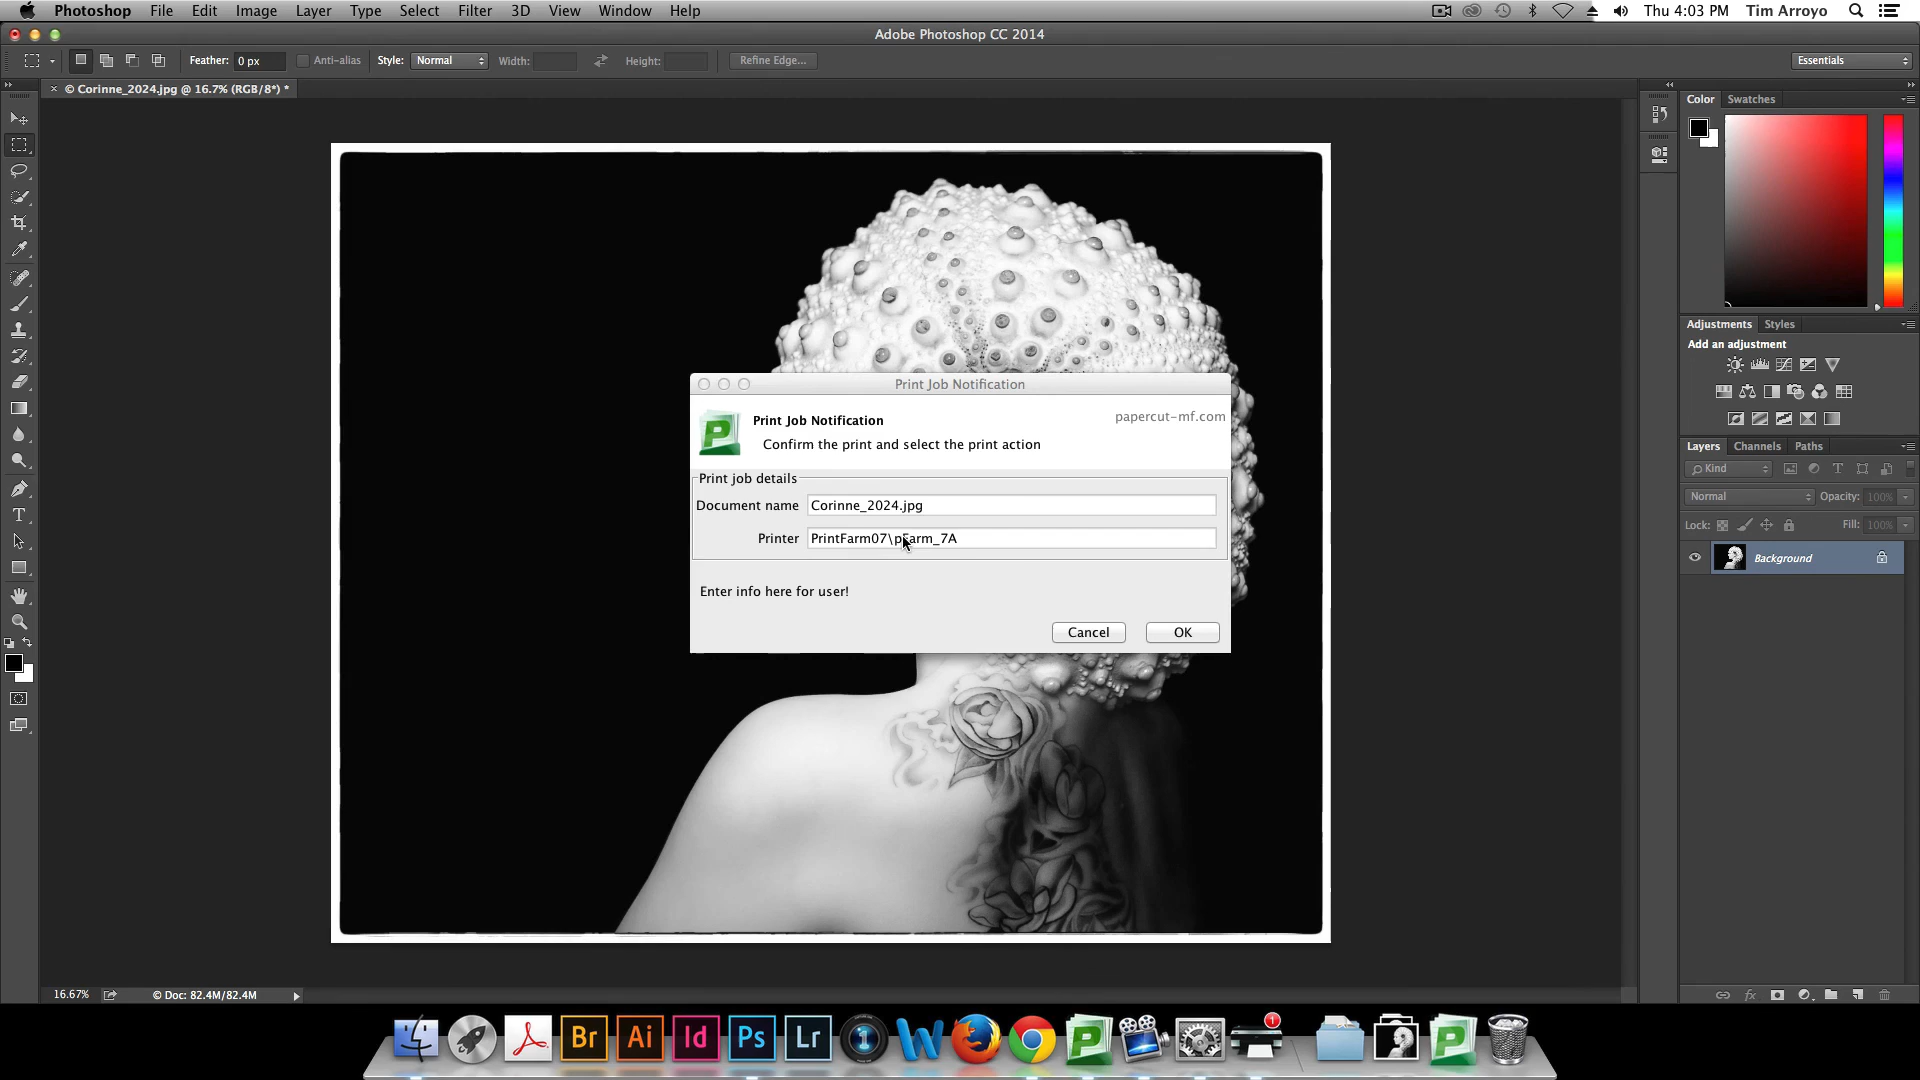 Photoshop File Edit Image Layer Type Select Filter 3D View Window Help Thu 4:03 PM Tim Arroyo
Adobe Photoshop CC 2014
Feather: 0 px Anti-alias Style: Normal Width: Height: Refine Edge... Essentials
× © Corinne_2024.jpg @ 16.7% (RGB/8*) *
Color Swatches
Print Job Notification
Print Job Notification papercut-mf.com
Confirm the print and select the print action
Print job details
Document name Corinne_2024.jpg
Printer PrintFarm07\pFarm_7A
Enter info here for user!
Cancel OK
Adjustments Styles
Add an adjustment
Layers Channels Paths
Kind
Normal Opacity: 100%
Lock: Fill: 100%
Background
fx
16.67% © Doc: 82.4M/82.4M
Br Ai Id Ps Lr 1 W P 1 P